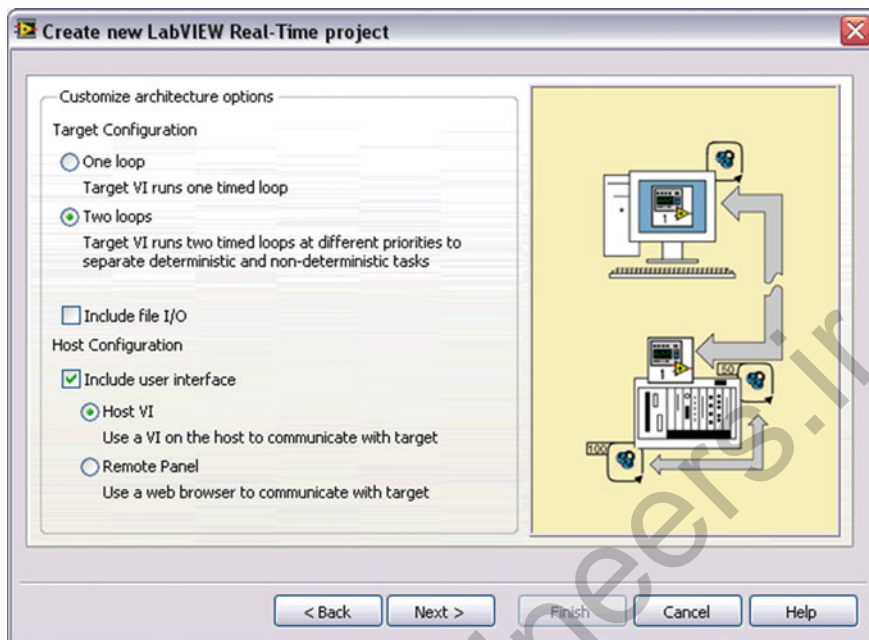 Create new LabVIEW Real-Time project
Customize architecture options
Target Configuration
One loop
Target VI runs one timed loop
Two loops
Target VI runs two timed loops at different priorities to
separate deterministic and non-deterministic tasks
Include file I/O
Host Configuration
Include user interface
Host VI
Use a VI on the host to communicate with target
Remote Panel
Use a web browser to communicate with target
1
1
50
100
< Back
Next >
Finish
Cancel
Help
ineers.ir